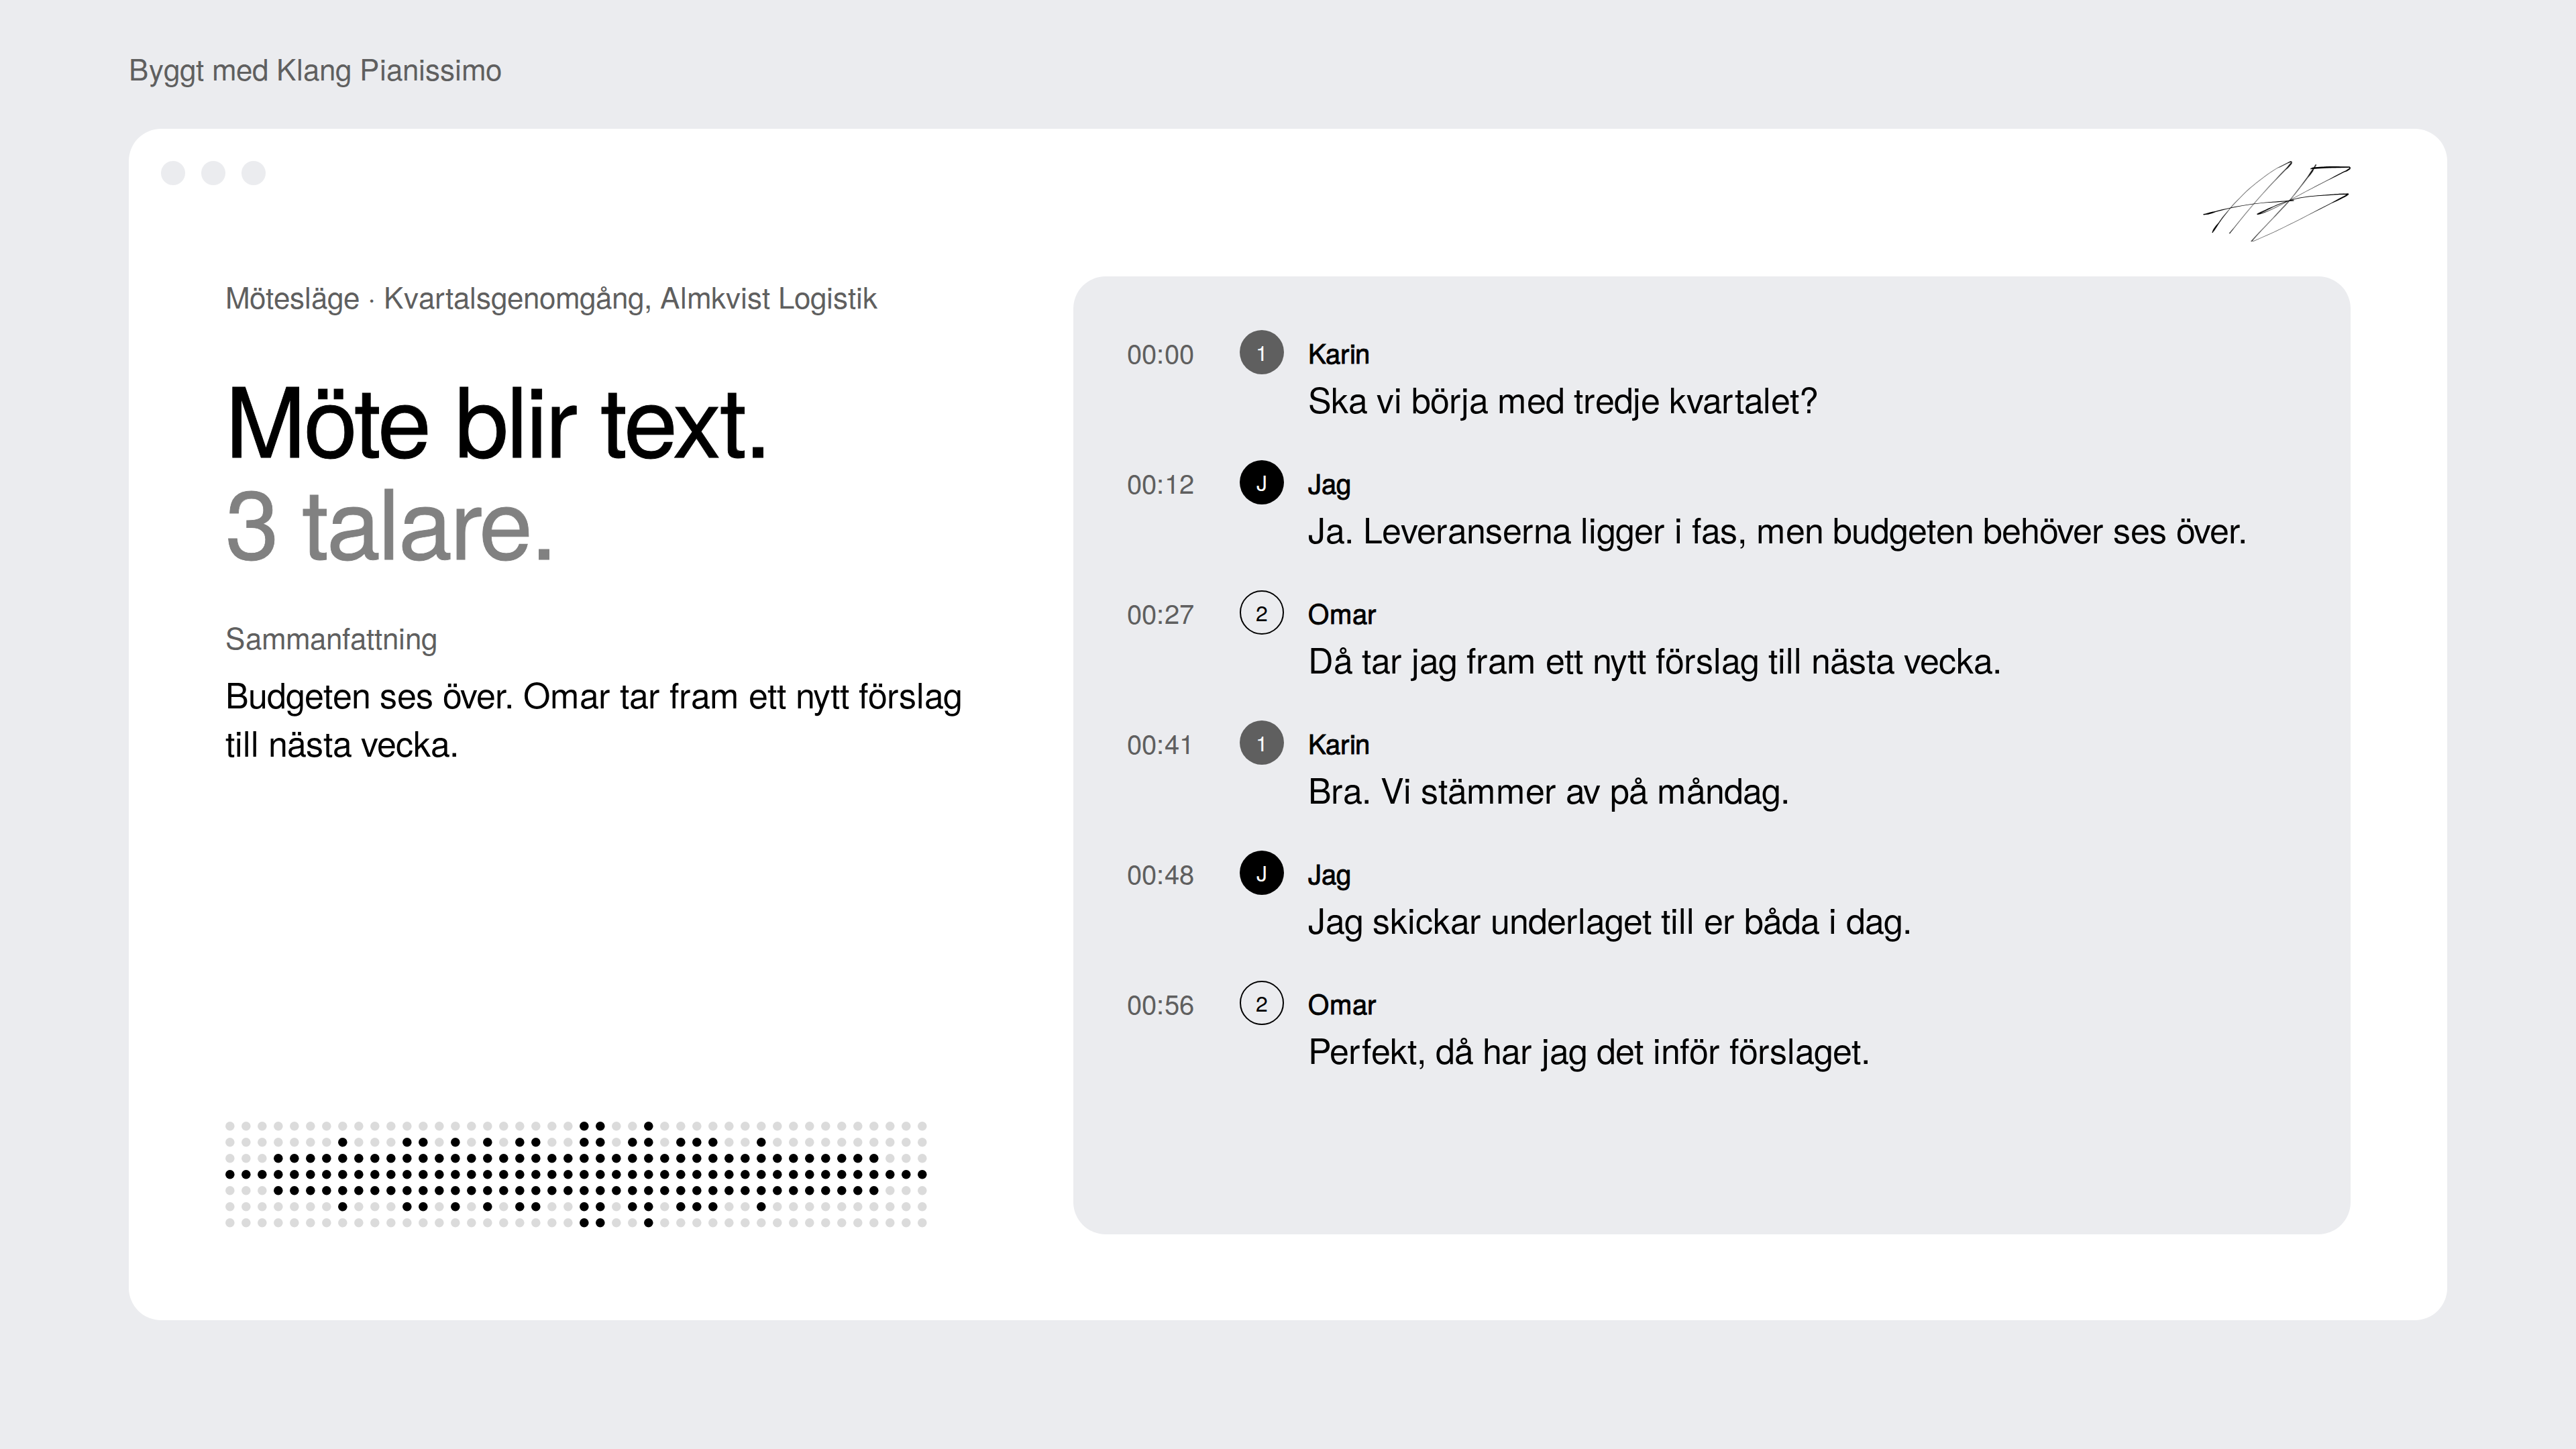 Byggt med Klang Pianissimo
AB
Mötesläge · Kvartalsgenomgång, Almkvist Logistik
Möte blir text.
3 talare.
Sammanfattning
Budgeten ses över. Omar tar fram ett nytt förslag
till nästa vecka.
00:00 1 Karin
Ska vi börja med tredje kvartalet?
00:12 J Jag
Ja. Leveranserna ligger i fas, men budgeten behöver ses över.
00:27 2 Omar
Då tar jag fram ett nytt förslag till nästa vecka.
00:41 1 Karin
Bra. Vi stämmer av på måndag.
00:48 J Jag
Jag skickar underlaget till er båda i dag.
00:56 2 Omar
Perfekt, då har jag det inför förslaget.